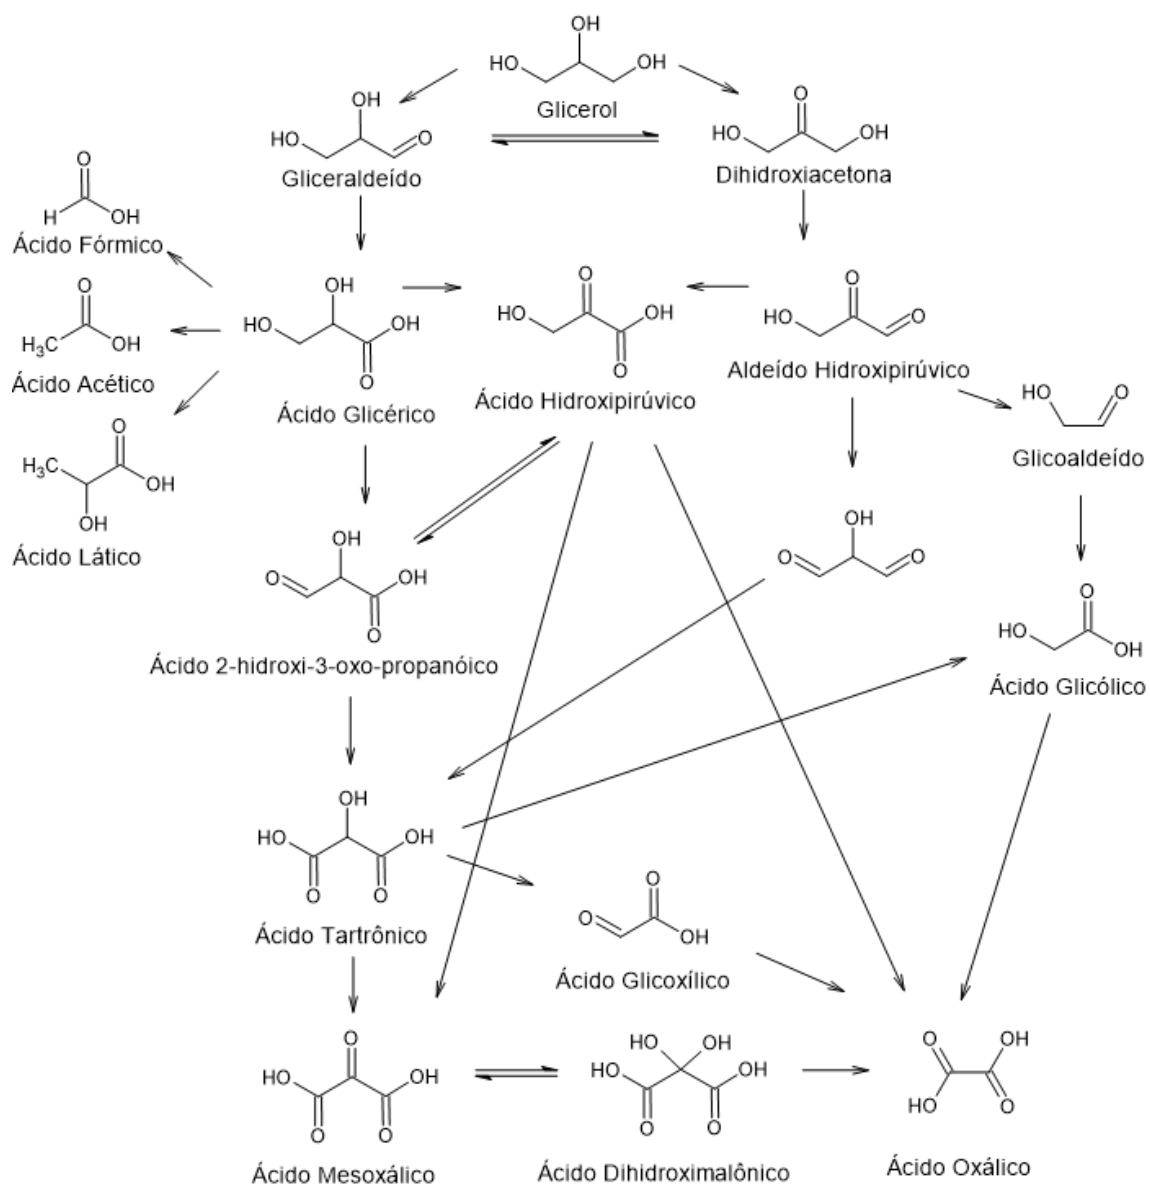 OH
HO
OH
Glicerol
OH
HO
O
Gliceraldeído
O
HO
OH
Dihidroxiacetona
O
H
OH
Ácido Fórmico
O
H₃C
OH
Ácido Acético
OH
HO
OH
O
Ácido Glicérico
O
HO
OH
O
Ácido Hidroxipirúvico
O
HO
O
Aldeído Hidroxipirúvico
HO
O
Glicoaldeído
O
H₃C
OH
OH
Ácido Lático
OH
O
OH
O
Ácido 2-hidroxi-3-oxo-propanóico
OH
O
O
O
HO
OH
Ácido Glicólico
OH
HO
OH
O
O
Ácido Tartrônico
O
O
OH
Ácido Glicoxílico
O
HO
OH
O
O
Ácido Mesoxálico
HO
OH
HO
OH
O
O
Ácido Dihidroximalônico
O
OH
HO
O
Ácido Oxálico